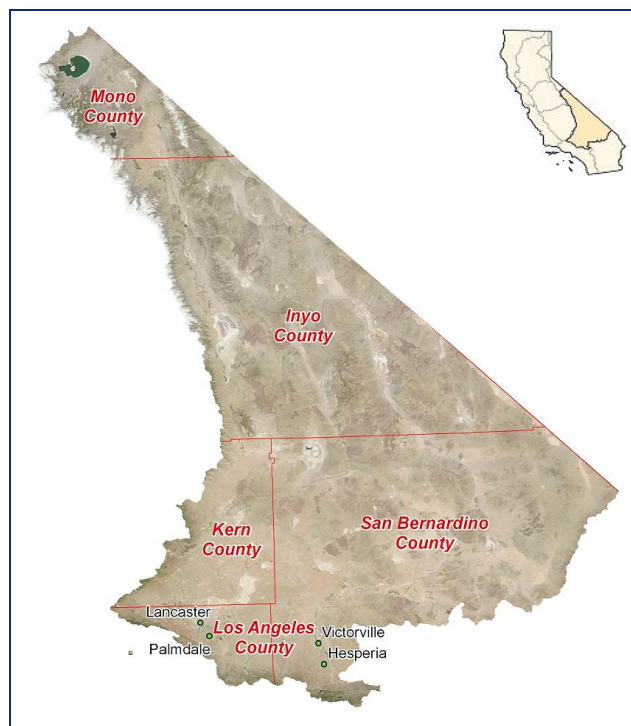 Mono
County
Inyo
County
Kern
County
San Bernardino
County
Lancaster
Los Angeles
County
Palmdale
Victorville
Hesperia